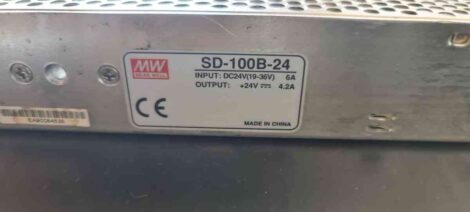 MW
MEAN WELL
SD-100B-24
INPUT: DC24V(19-36V) 6A
OUTPUT: +24V ⎓ 4.2A
CE
MADE IN CHINA